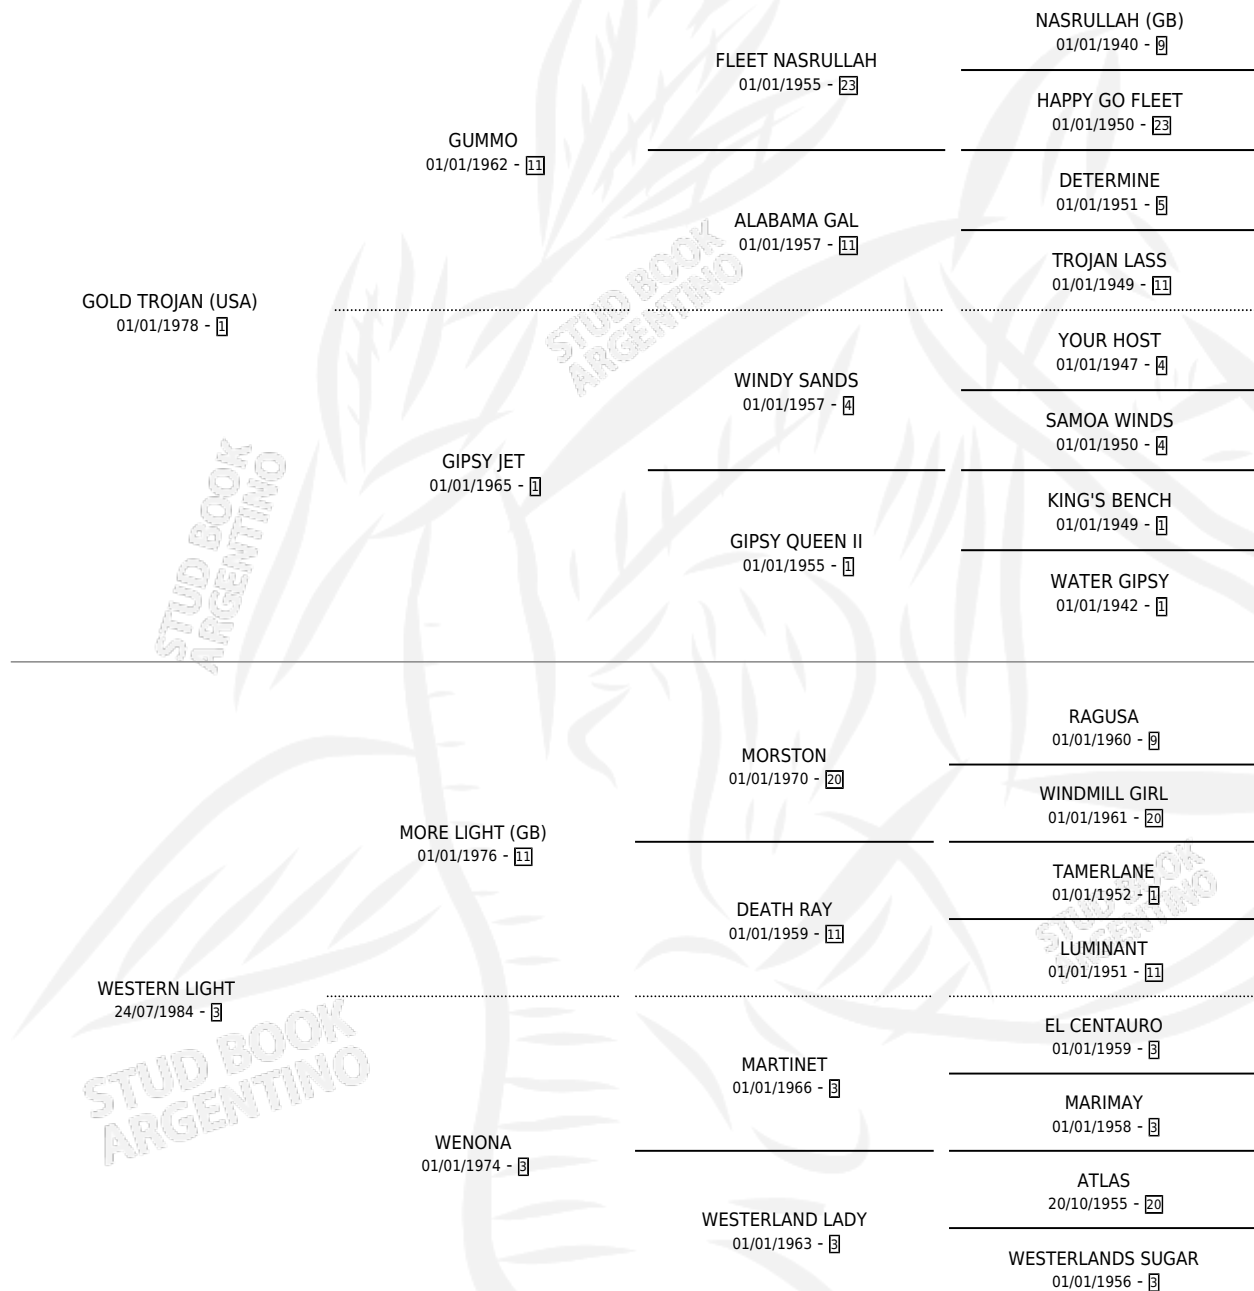 NASRULLAH (GB)
01/01/1940 - 9
FLEET NASRULLAH
01/01/1955 - 23
HAPPY GO FLEET
01/01/1950 - 23
GUMMO
01/01/1962 - 11
DETERMINE
01/01/1951 - 5
ALABAMA GAL
01/01/1957 - 11
TROJAN LASS
01/01/1949 - 11
GOLD TROJAN (USA)
01/01/1978 - 1
YOUR HOST
01/01/1947 - 4
WINDY SANDS
01/01/1957 - 4
SAMOA WINDS
01/01/1950 - 4
GIPSY JET
01/01/1965 - 1
KING'S BENCH
01/01/1949 - 1
GIPSY QUEEN II
01/01/1955 - 1
WATER GIPSY
01/01/1942 - 1
STUD BOOK
ARGENTINO
STUD BOOK
ARGENTINO
RAGUSA
01/01/1960 - 9
MORSTON
01/01/1970 - 20
WINDMILL GIRL
01/01/1961 - 20
MORE LIGHT (GB)
01/01/1976 - 11
TAMERLANE
01/01/1952 - 1
DEATH RAY
01/01/1959 - 11
LUMINANT
01/01/1951 - 11
STUD BOOK
ARGENTINO
WESTERN LIGHT
24/07/1984 - 3
EL CENTAURO
01/01/1959 - 3
MARTINET
01/01/1966 - 3
MARIMAY
01/01/1958 - 3
STUD BOOK
ARGENTINO
WENONA
01/01/1974 - 3
ATLAS
20/10/1955 - 20
WESTERLAND LADY
01/01/1963 - 3
WESTERLANDS SUGAR
01/01/1956 - 3